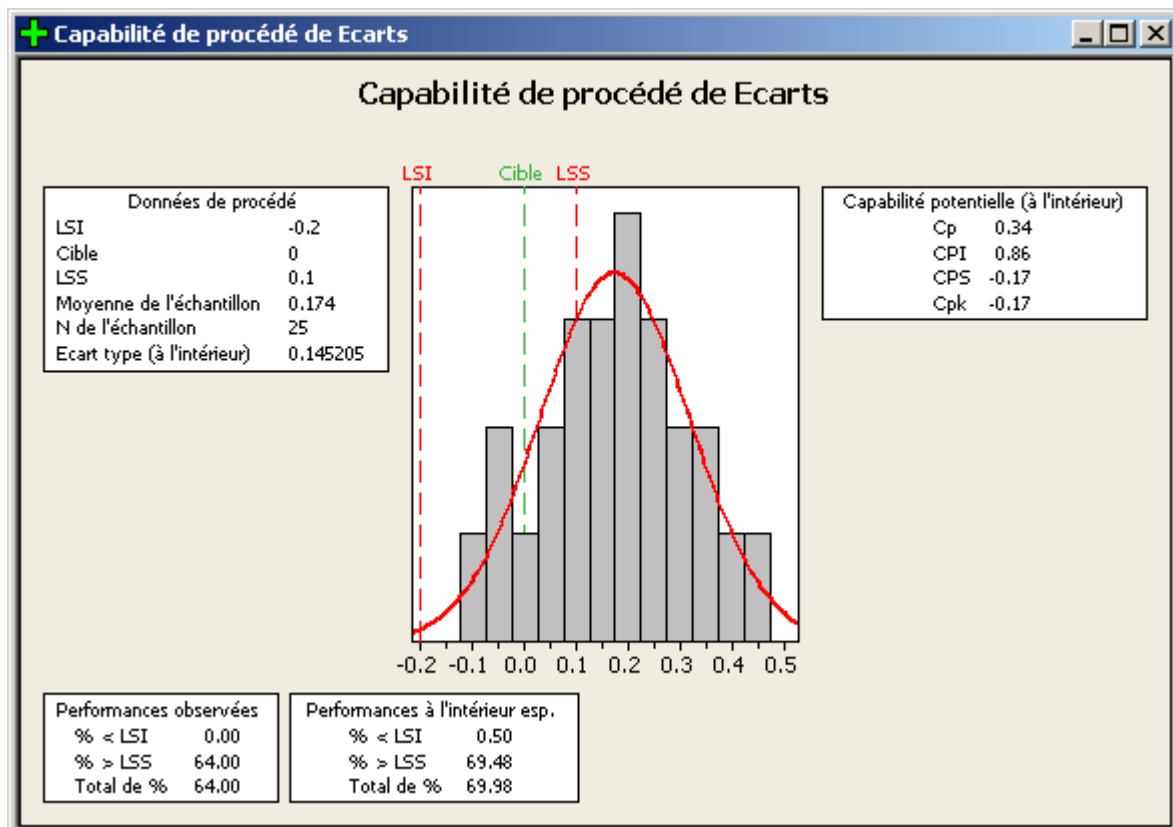 Capabilité de procédé de Ecarts
Capabilité de procédé de Ecarts
LSI Cible LSS
Données de procédé
LSI -0.2
Cible 0
LSS 0.1
Moyenne de l'échantillon 0.174
N de l'échantillon 25
Ecart type (à l'intérieur) 0.145205
Capabilité potentielle (à l'intérieur)
Cp 0.34
CPI 0.86
CPS -0.17
Cpk -0.17
-0.2 -0.1 0.0 0.1 0.2 0.3 0.4 0.5
Performances observées
% < LSI 0.00
% > LSS 64.00
Total de % 64.00
Performances à l'intérieur esp.
% < LSI 0.50
% > LSS 69.48
Total de % 69.98